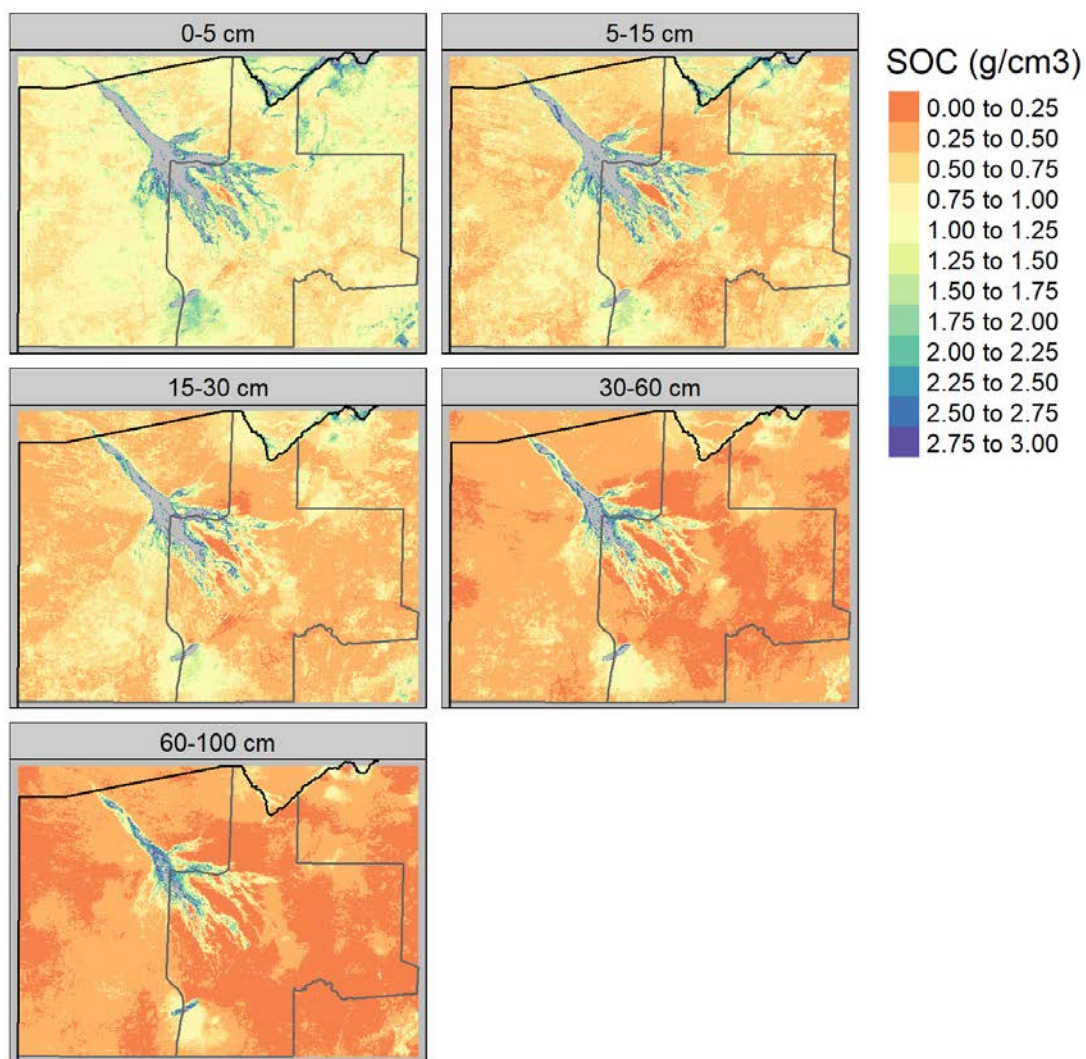 0-5 cm
5-15 cm
SOC (g/cm3)
0.00 to 0.25
0.25 to 0.50
0.50 to 0.75
0.75 to 1.00
1.00 to 1.25
1.25 to 1.50
1.50 to 1.75
1.75 to 2.00
2.00 to 2.25
2.25 to 2.50
2.50 to 2.75
2.75 to 3.00
15-30 cm
30-60 cm
60-100 cm